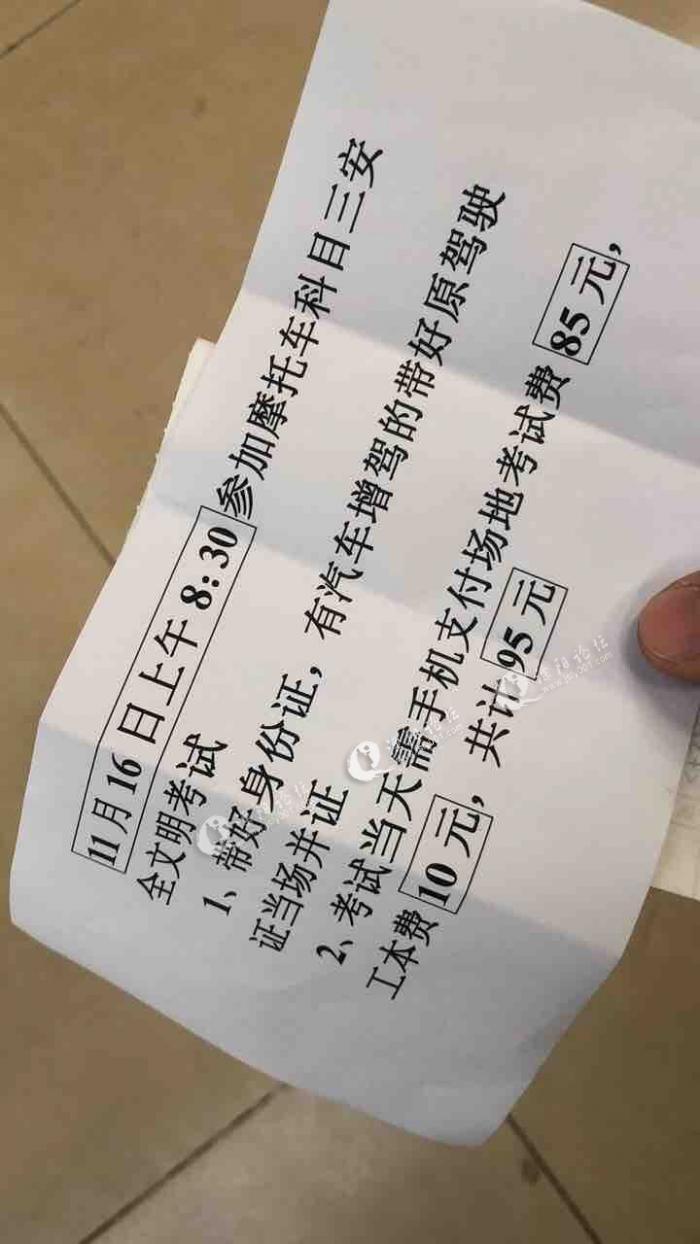 11月16日上午8:30参加摩托车科目三安
全文明考试
1、带好身份证，有汽车增驾的带好原驾驶
证当场并证
2、考试当天需手机支付场地考试费85元，
工本费10元，共计95元